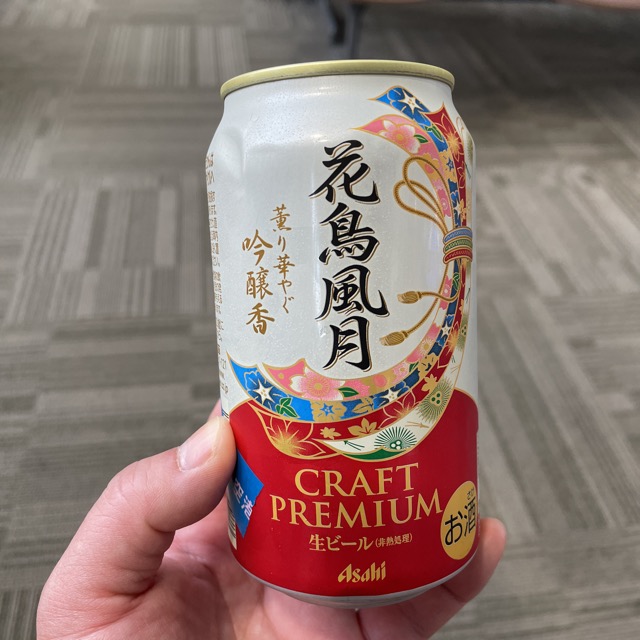 花鳥風月
薫り華やぐ
吟醸香
CRAFT
PREMIUM
生ビール(非熱処理)
Asahi
お酒